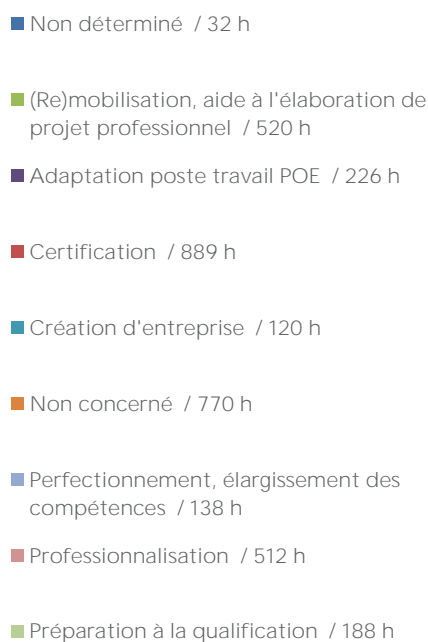 Non déterminé / 32 h
(Re)mobilisation, aide à l'élaboration de
projet professionnel / 520 h
Adaptation poste travail POE / 226 h
Certification / 889 h
Création d'entreprise / 120 h
Non concerné / 770 h
Perfectionnement, élargissement des
compétences / 138 h
Professionnalisation / 512 h
Préparation à la qualification / 188 h